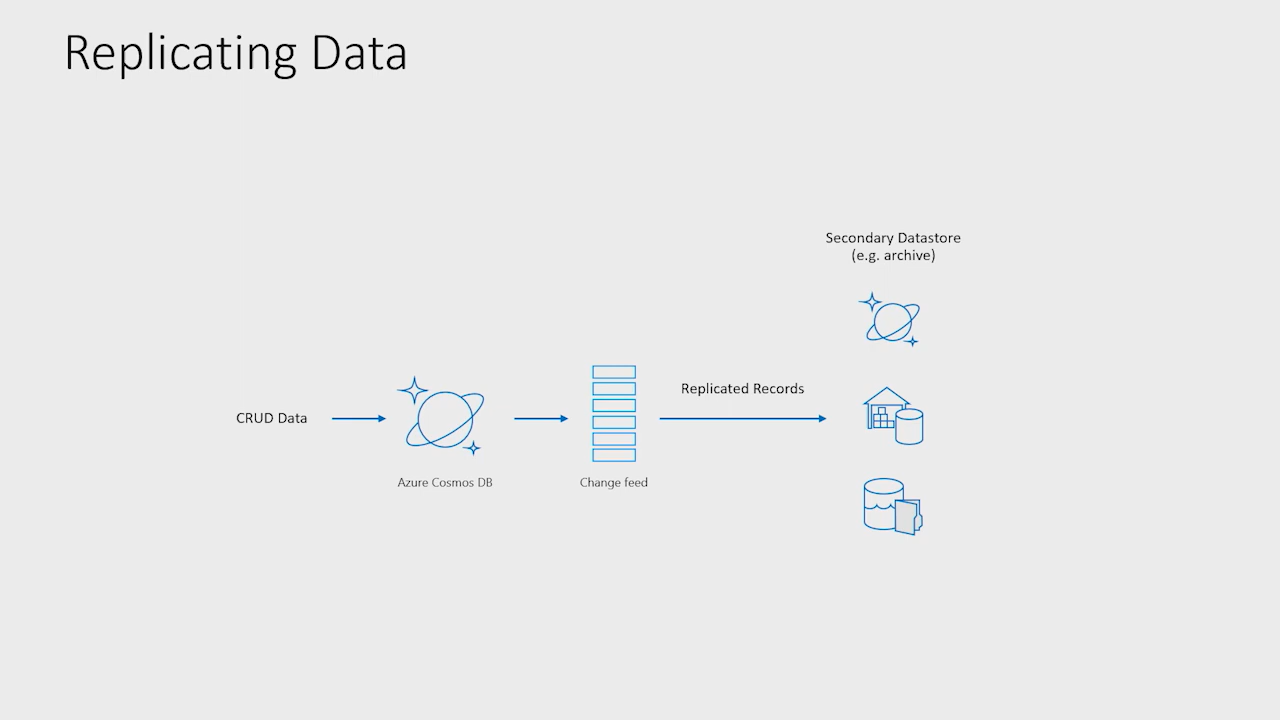 Replicating Data
Secondary Datastore
(e.g. archive)
Replicated Records
CRUD Data
Azure Cosmos DB
Change feed